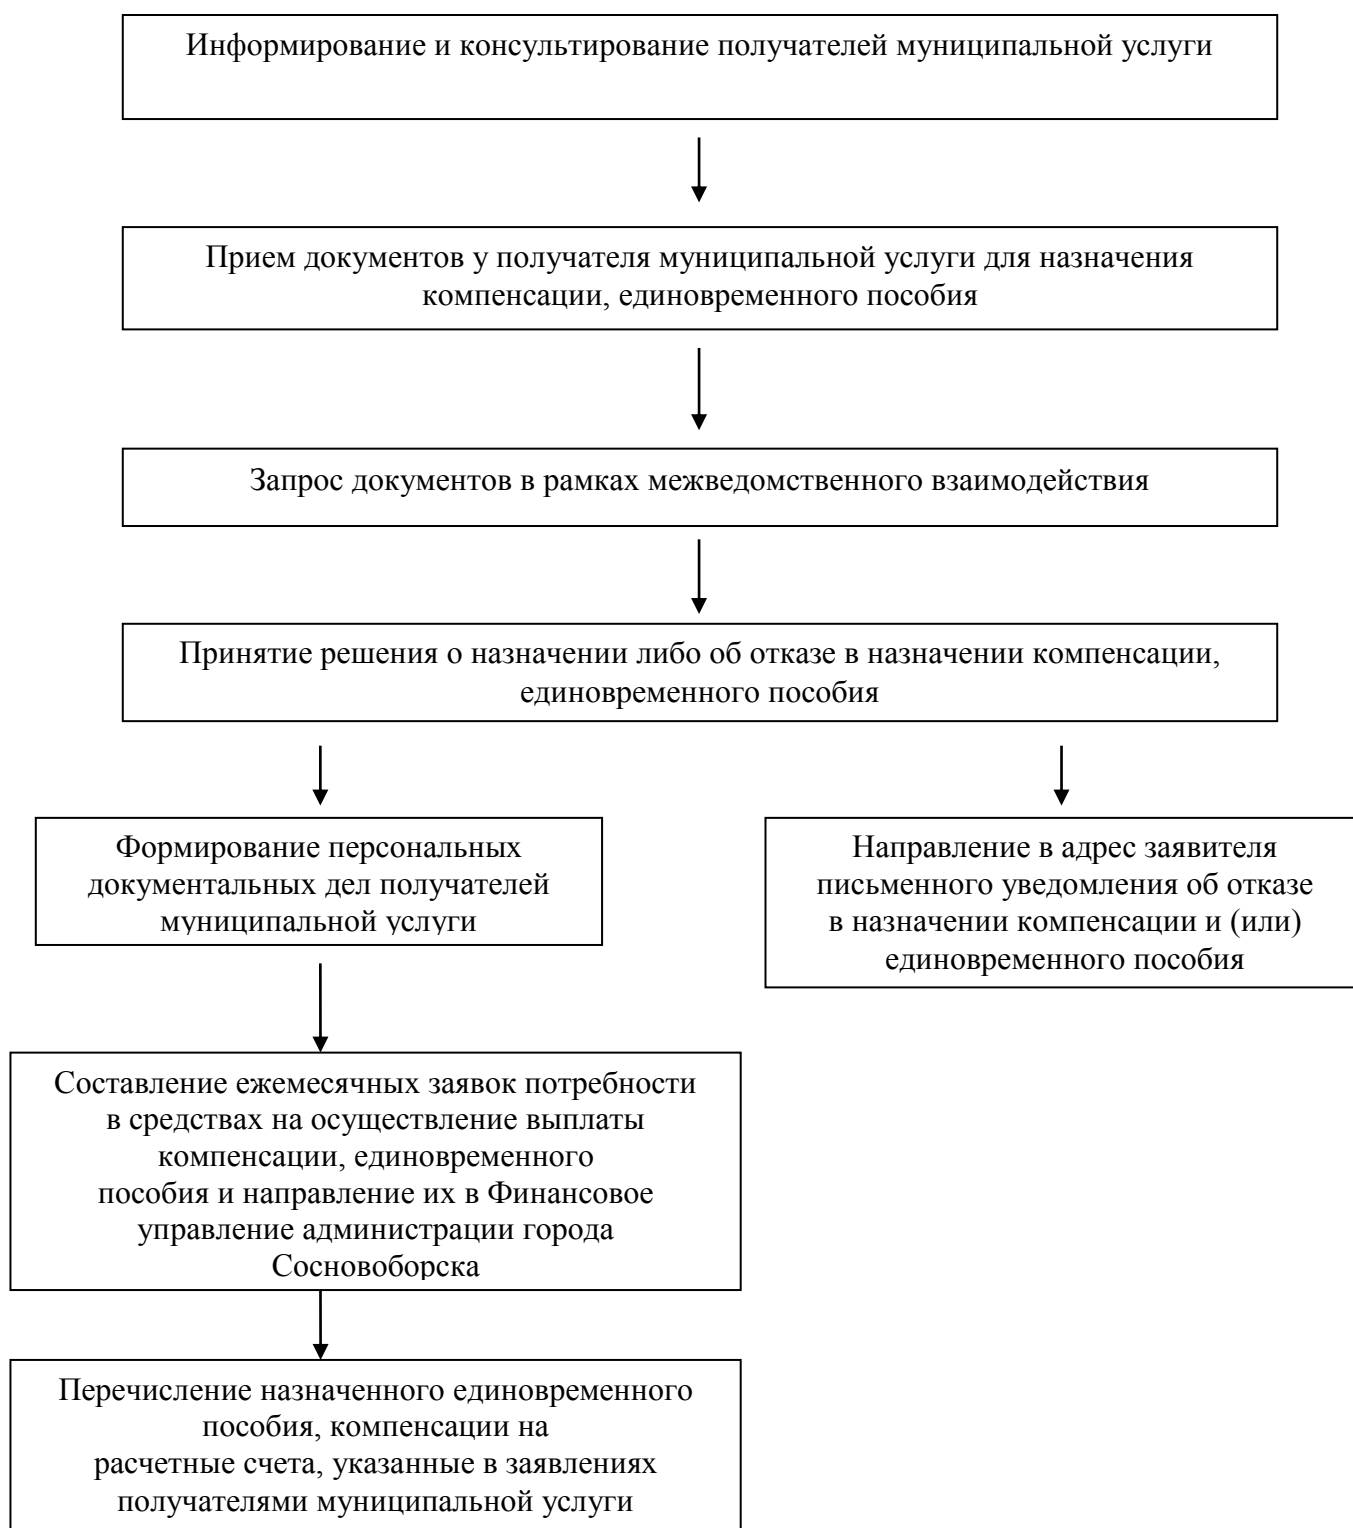 Информирование и консультирование получателей муниципальной услуги
Прием документов у получателя муниципальной услуги для назначения
компенсации, единовременного пособия
Запрос документов в рамках межведомственного взаимодействия
Принятие решения о назначении либо об отказе в назначении компенсации,
единовременного пособия
Формирование персональных
документальных дел получателей
муниципальной услуги
Направление в адрес заявителя
письменного уведомления об отказе
в назначении компенсации и (или)
единовременного пособия
Составление ежемесячных заявок потребности
в средствах на осуществление выплаты
компенсации, единовременного
пособия и направление их в Финансовое
управление администрации города
Сосновоборска
Перечисление назначенного единовременного
пособия, компенсации на
расчетные счета, указанные в заявлениях
получателями муниципальной услуги